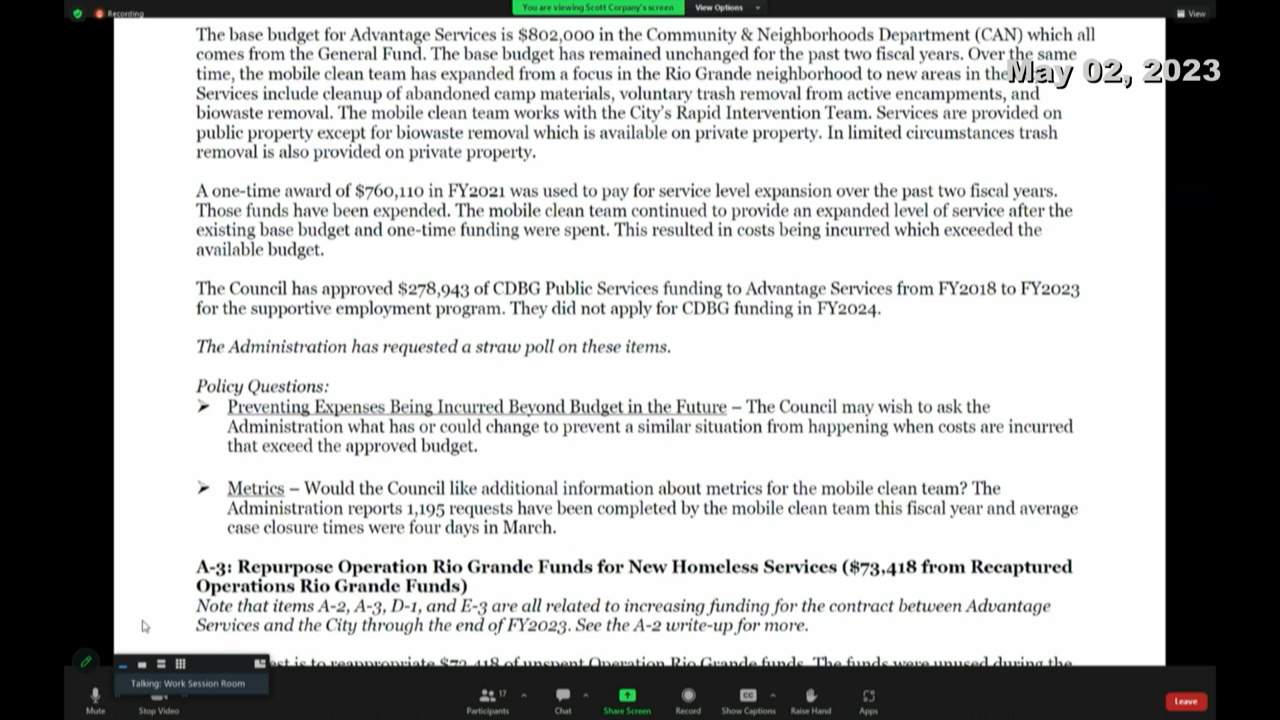 Recording
You are viewing Scott Corpany's screen
View Options
View
May 02, 2023
The base budget for Advantage Services is $802,000 in the Community & Neighborhoods Department (CAN) which all
comes from the General Fund. The base budget has remained unchanged for the past two fiscal years. Over the same
time, the mobile clean team has expanded from a focus in the Rio Grande neighborhood to new areas in the
Services include cleanup of abandoned camp materials, voluntary trash removal from active encampments, and
biowaste removal. The mobile clean team works with the City's Rapid Intervention Team. Services are provided on
public property except for biowaste removal which is available on private property. In limited circumstances trash
removal is also provided on private property.
A one-time award of $760,110 in FY2021 was used to pay for service level expansion over the past two fiscal years.
Those funds have been expended. The mobile clean team continued to provide an expanded level of service after the
existing base budget and one-time funding were spent. This resulted in costs being incurred which exceeded the
available budget.
The Council has approved $278,943 of CDBG Public Services funding to Advantage Services from FY2018 to FY2023
for the supportive employment program. They did not apply for CDBG funding in FY2024.
The Administration has requested a straw poll on these items.
Policy Questions:
➤ Preventing Expenses Being Incurred Beyond Budget in the Future – The Council may wish to ask the
Administration what has or could change to prevent a similar situation from happening when costs are incurred
that exceed the approved budget.
➤ Metrics – Would the Council like additional information about metrics for the mobile clean team? The
Administration reports 1,195 requests have been completed by the mobile clean team this fiscal year and average
case closure times were four days in March.
A-3: Repurpose Operation Rio Grande Funds for New Homeless Services ($73,418 from Recaptured
Operations Rio Grande Funds)
Note that items A-2, A-3, D-1, and E-3 are all related to increasing funding for the contract between Advantage
Services and the City through the end of FY2023. See the A-2 write-up for more.
is to reappropriate $73,418 of unspent Operation Rio Grande funds. The funds were unused during the
Talking: Work Session Room
Mute
Stop Video
Participants
17
Chat
Share Screen
Record
CC
Show Captions
Raise Hand
Apps
Leave